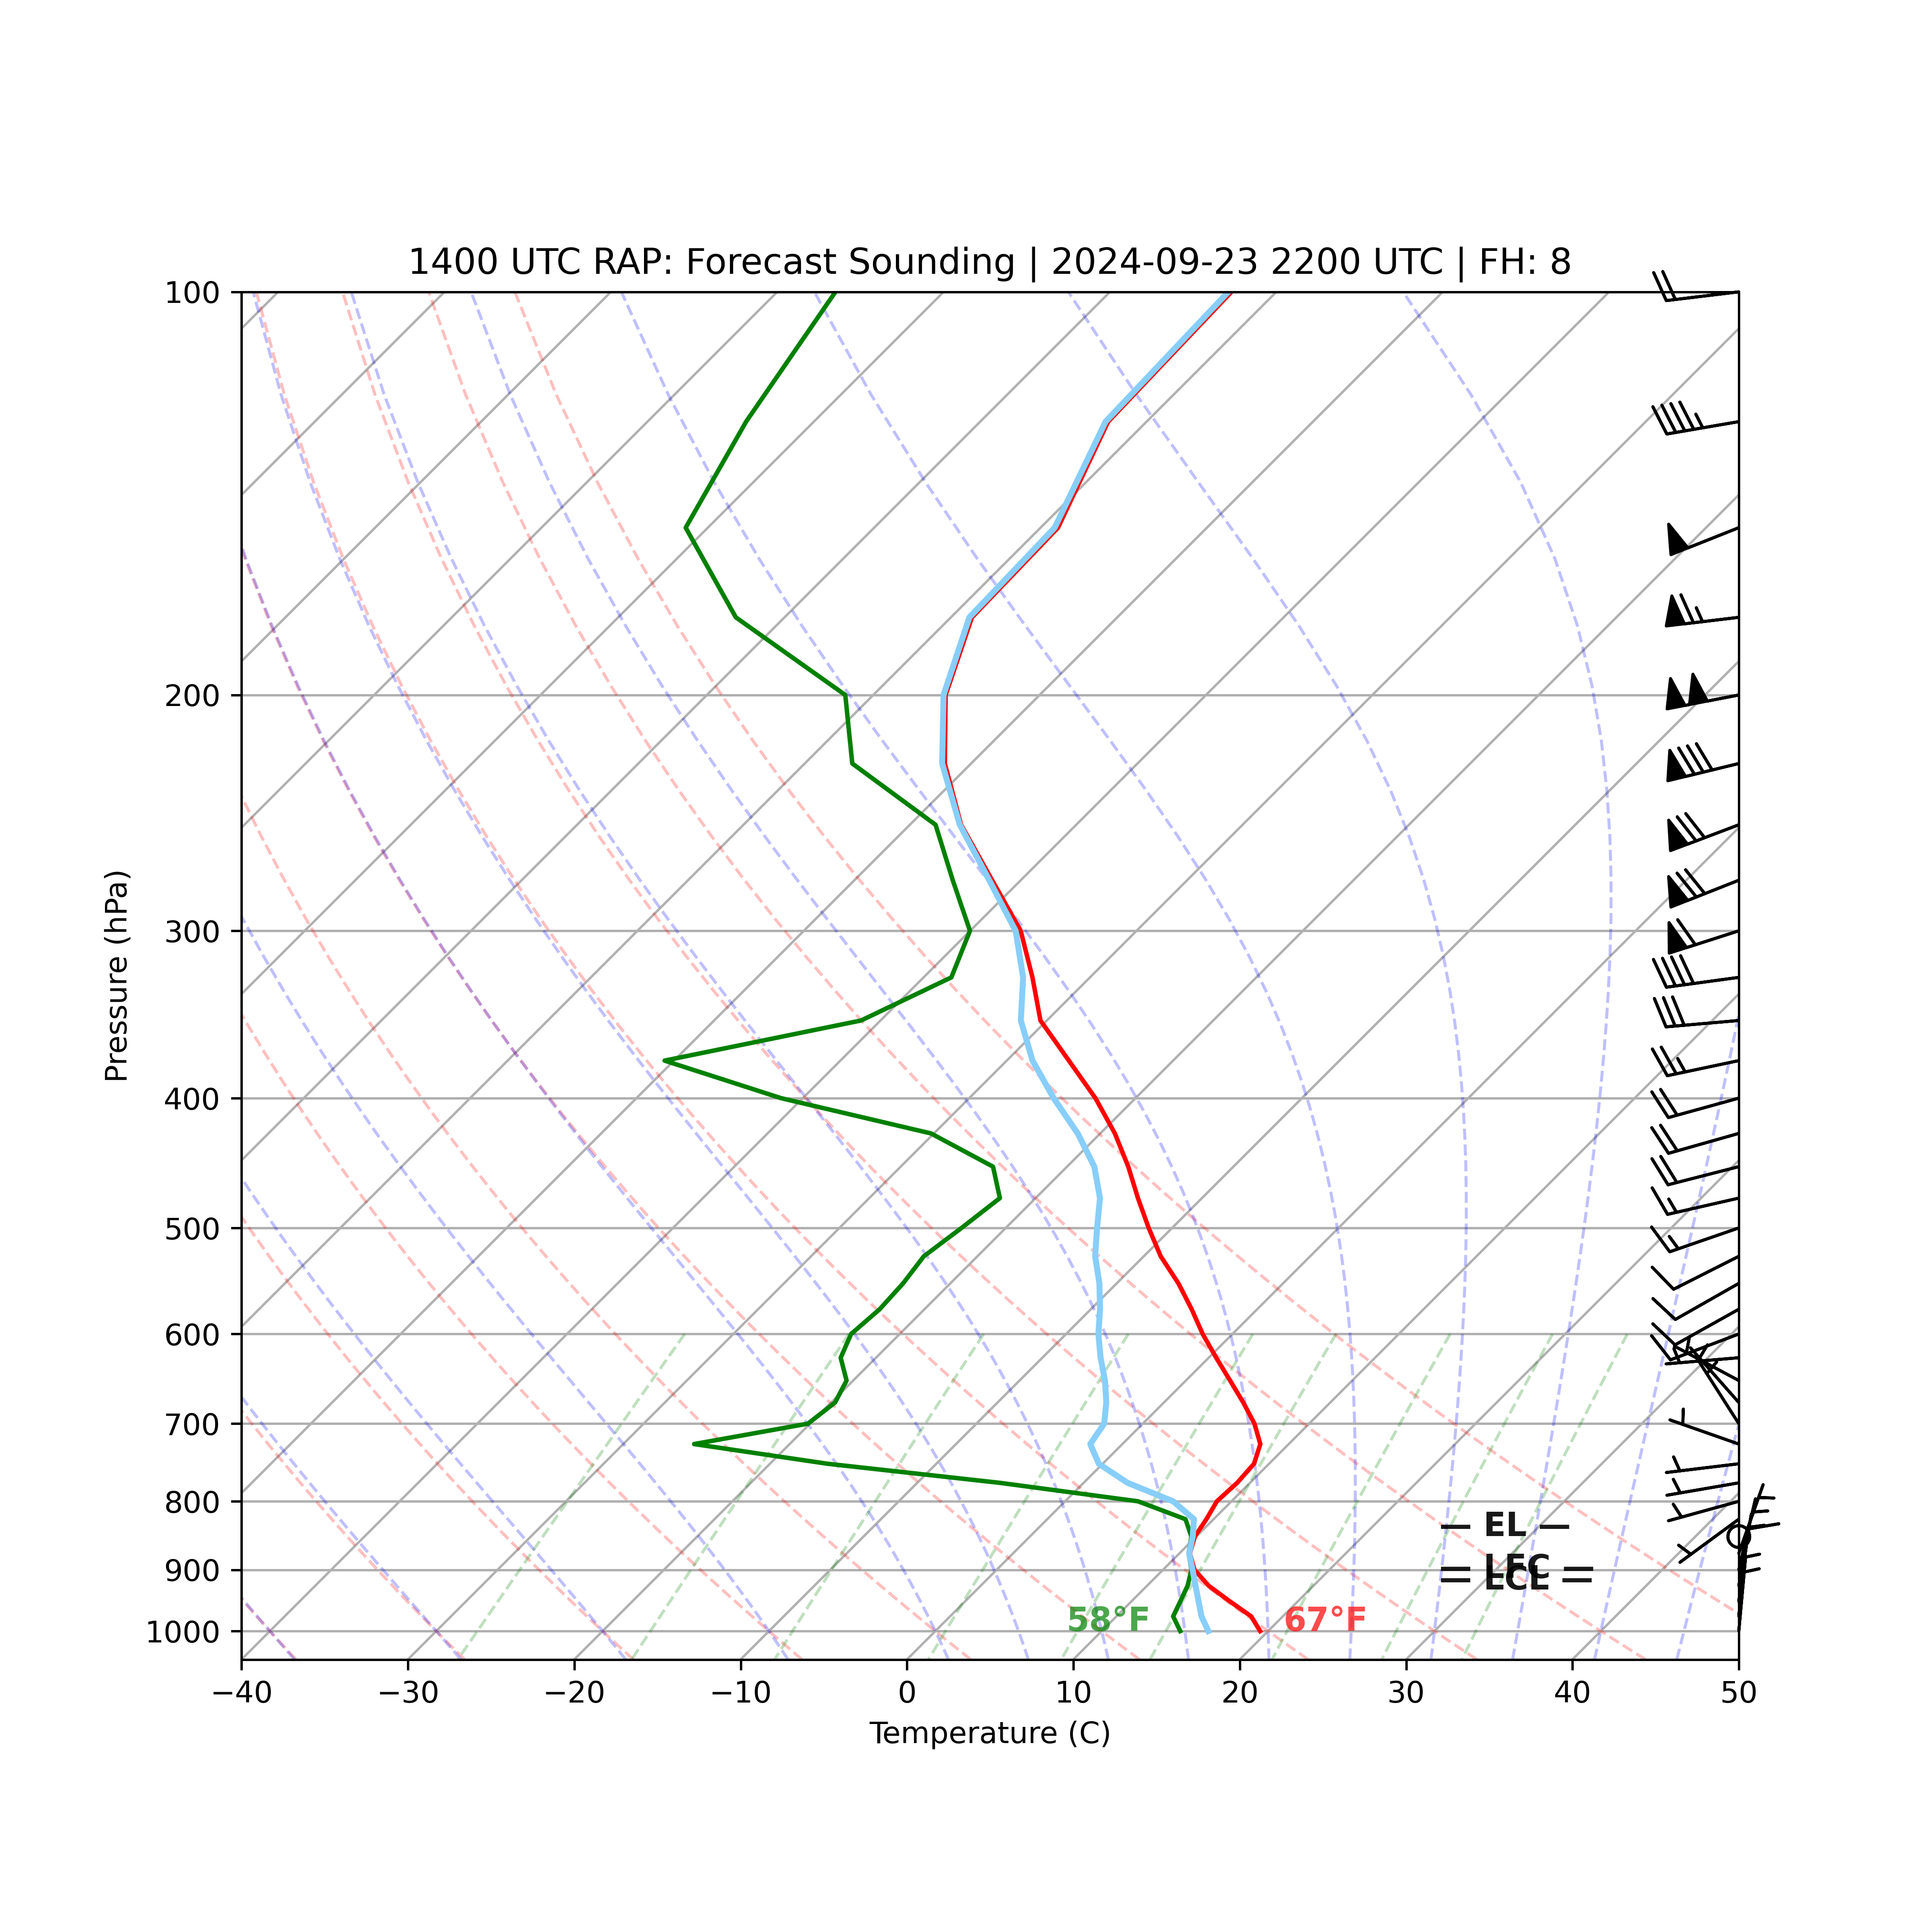 1400 UTC RAP: Forecast Sounding | 2024-09-23 2200 UTC | FH: 8
100
200
300
400
500
600
700
800
900
1000
Pressure (hPa)
— EL —
— LFC —
— LCL —
58°F 67°F
−40 −30 −20 −10 0 10 20 30 40 50
Temperature (C)